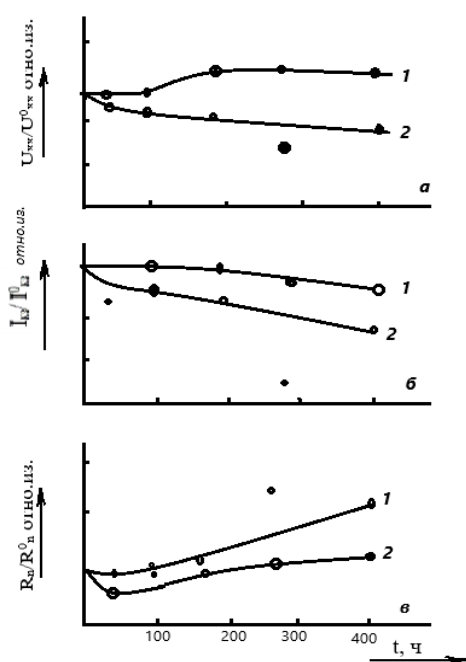 Uхх/U⁰хх отно.из.
1
2
а
Iкз/I⁰кз отно.из.
1
2
б
Rп/R⁰п отно.из.
1
2
в
100 200 300 400
t, ч